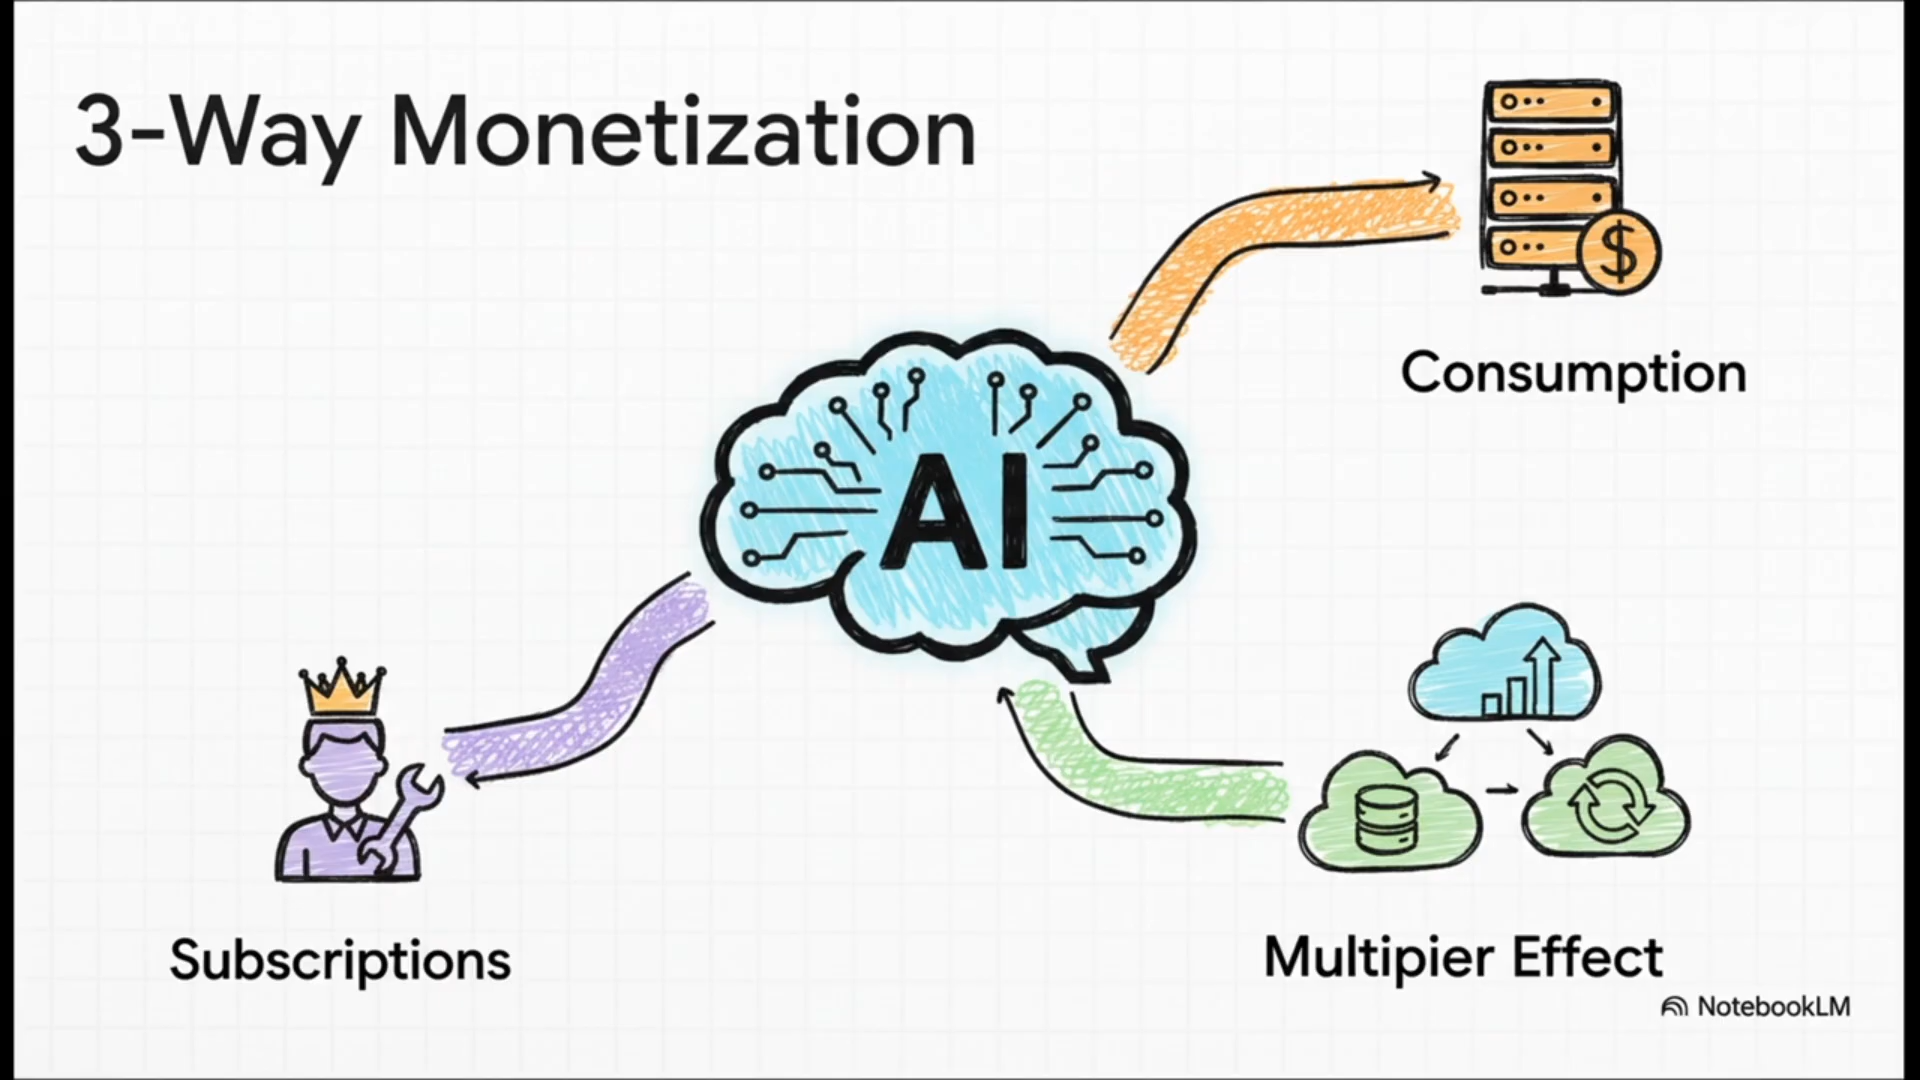 3-Way Monetization
$
Consumption
AI
Subscriptions
Multipier Effect
NotebookLM